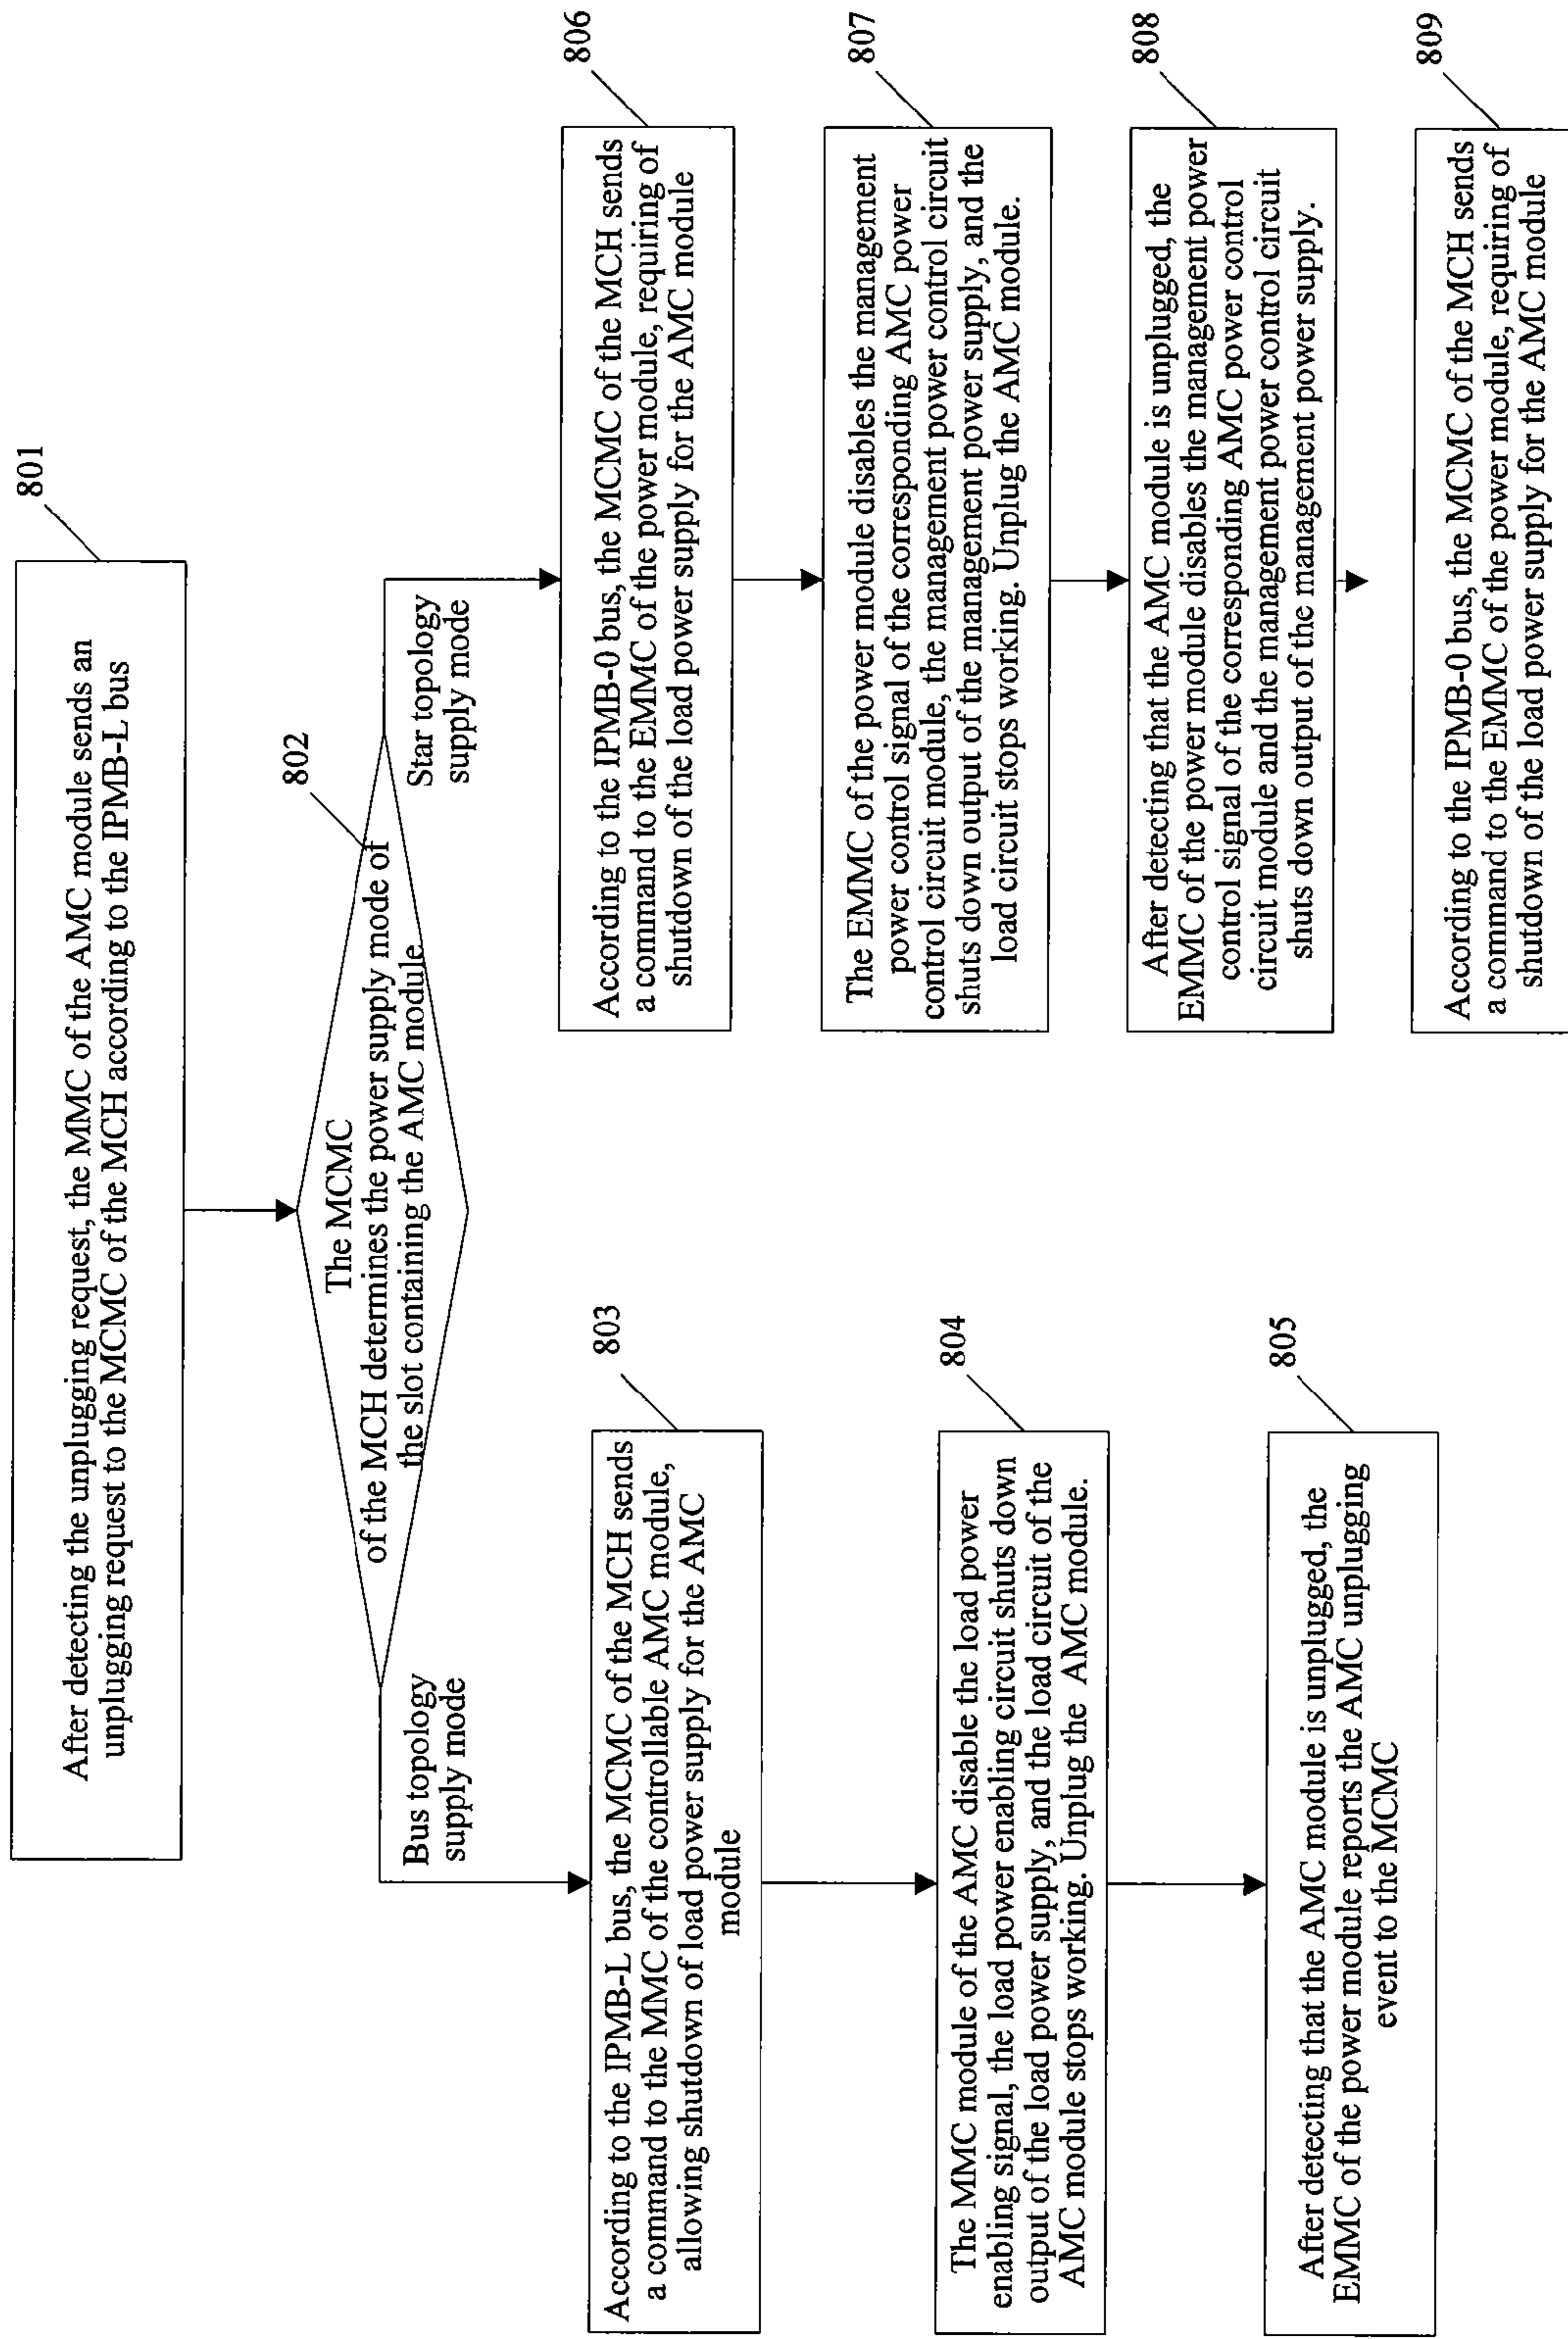 801
After detecting the unplugging request, the MMC of the AMC module sends an
unplugging request to the MCMC of the MCH according to the IPMB-L bus
802
The MCMC
of the MCH determines the power supply mode of
the slot containing the AMC module
Bus topology
supply mode
Star topology
supply mode
803
According to the IPMB-L bus, the MCMC of the MCH sends
a command to the MMC of the controllable AMC module,
allowing shutdown of load power supply for the AMC
module
804
The MMC module of the AMC disable the load power
enabling signal, the load power enabling circuit shuts down
output of the load power supply, and the load circuit of the
AMC module stops working. Unplug the AMC module.
805
After detecting that the AMC module is unplugged, the
EMMC of the power module reports the AMC unplugging
event to the MCMC
806
According to the IPMB-0 bus, the MCMC of the MCH sends
a command to the EMMC of the power module, requiring of
shutdown of the load power supply for the AMC module
807
The EMMC of the power module disables the management
power control signal of the corresponding AMC power
control circuit module, the management power control circuit
shuts down output of the management power supply, and the
load circuit stops working. Unplug the AMC module.
808
After detecting that the AMC module is unplugged, the
EMMC of the power module disables the management power
control signal of the corresponding AMC power control
circuit module and the management power control circuit
shuts down output of the management power supply.
809
According to the IPMB-0 bus, the MCMC of the MCH sends
a command to the EMMC of the power module, requiring of
shutdown of the load power supply for the AMC module